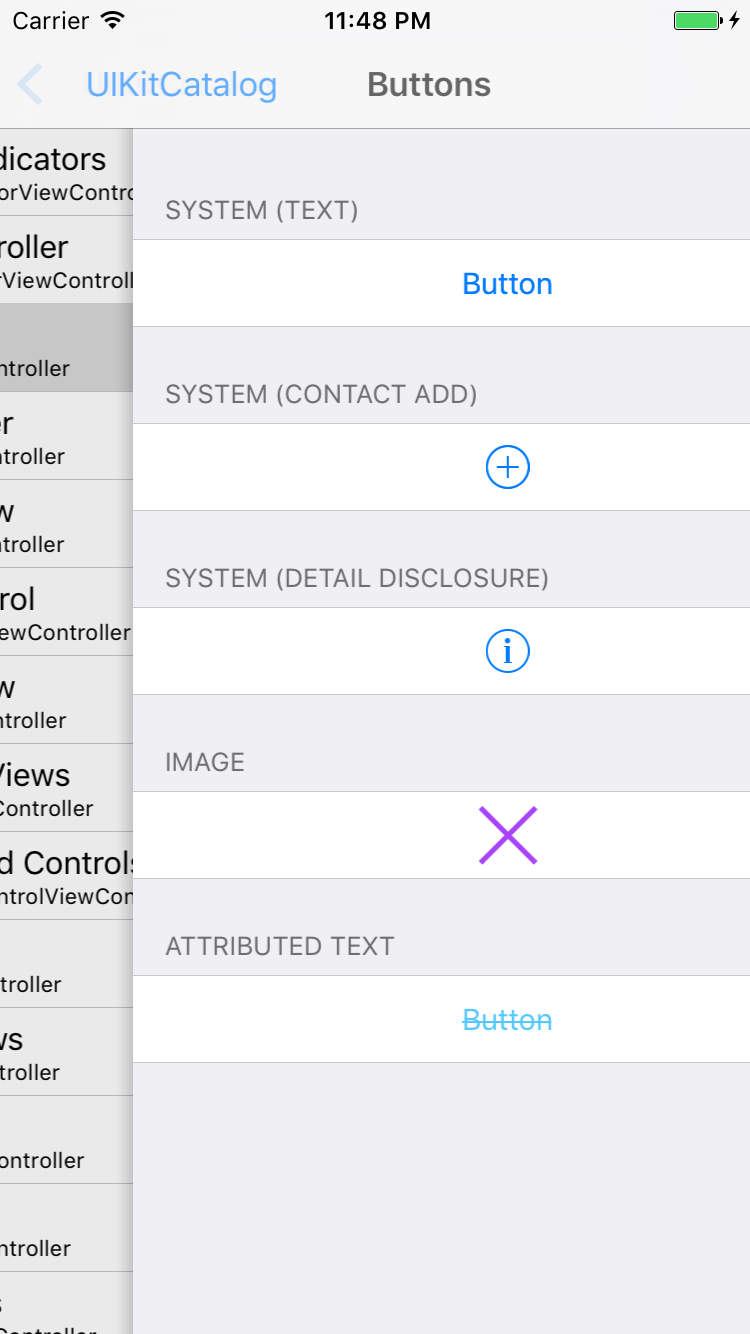 Carrier 11:48 PM
UIKitCatalog Buttons
dicators
orViewContro
roller
rViewControll
ntroller
er
ntroller
w
ntroller
rol
ewController
w
ntroller
Views
Controller
d Controls
ntrolViewCon
troller
ws
troller
ontroller
ntroller
s
Controller
SYSTEM (TEXT)
Button
SYSTEM (CONTACT ADD)
SYSTEM (DETAIL DISCLOSURE)
IMAGE
ATTRIBUTED TEXT
Button